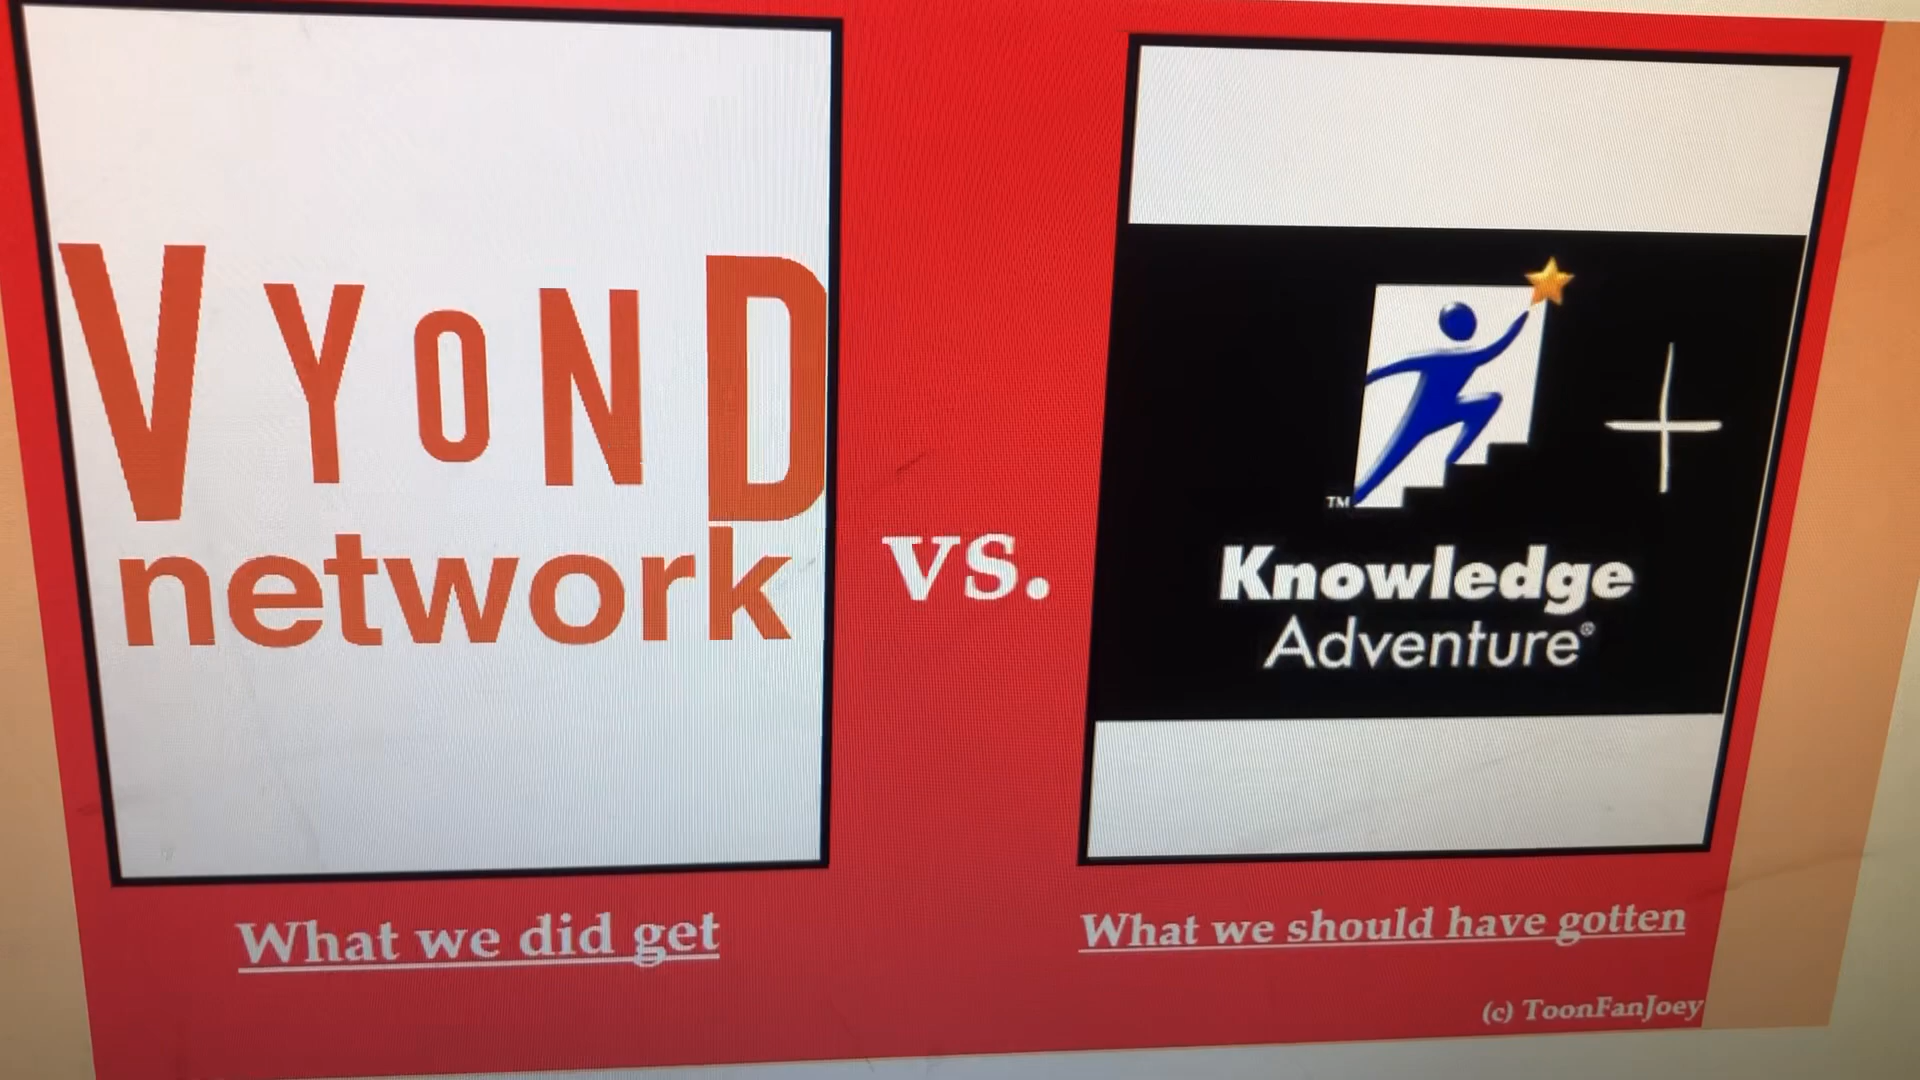 VYOND
network
vs.
+
TM
Knowledge
Adventure®
What we did get
What we should have gotten
(c) ToonFanJoey